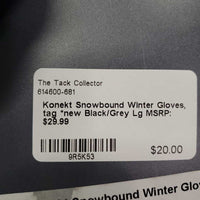 The Tack Collector
614600-681
Konekt Snowbound Winter Gloves,
tag *new Black/Grey Lg MSRP:
$29.99
9R5K53
$20.00
Snowbound Winter Glo